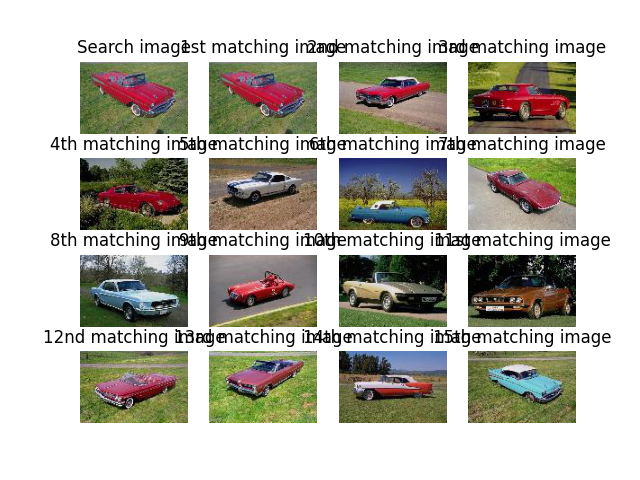 Search image 1st matching image 2nd matching image 3rd matching image
4th matching image 5th matching image 6th matching image 7th matching image
8th matching image 9th matching image 10th matching image 11st matching image
12nd matching image 13rd matching image 14th matching image 15th matching image